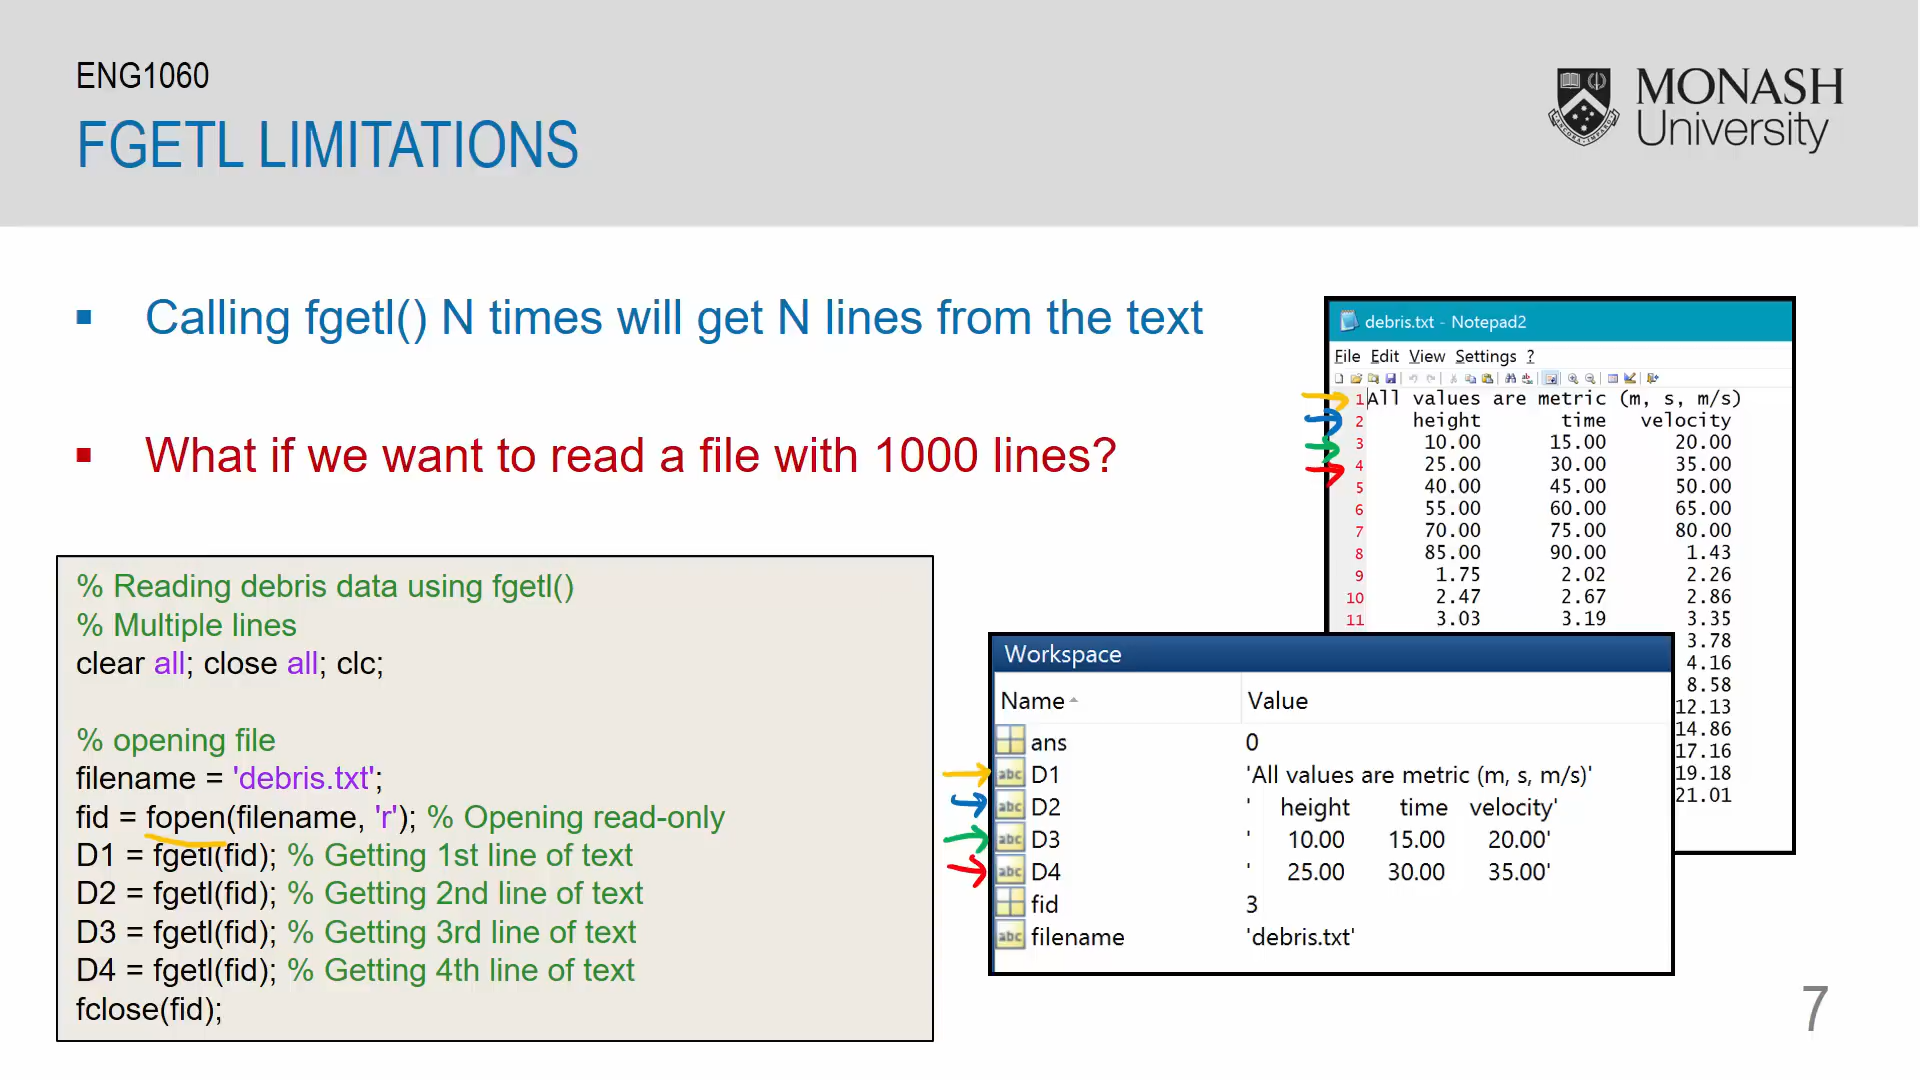 ENG1060
FGETL LIMITATIONS
MONASH
University
▪ Calling fgetl() N times will get N lines from the text
▪ What if we want to read a file with 1000 lines?
% Reading debris data using fgetl()
% Multiple lines
clear all; close all; clc;
% opening file
filename = 'debris.txt';
fid = fopen(filename, 'r'); % Opening read-only
D1 = fgetl(fid); % Getting 1st line of text
D2 = fgetl(fid); % Getting 2nd line of text
D3 = fgetl(fid); % Getting 3rd line of text
D4 = fgetl(fid); % Getting 4th line of text
fclose(fid);
debris.txt - Notepad2
File Edit View Settings ?
1 All values are metric (m, s, m/s)
2 height time velocity
3 10.00 15.00 20.00
4 25.00 30.00 35.00
5 40.00 45.00 50.00
6 55.00 60.00 65.00
7 70.00 75.00 80.00
8 85.00 90.00 1.43
9 1.75 2.02 2.26
10 2.47 2.67 2.86
11 3.03 3.19 3.35
3.78
4.16
8.58
12.13
14.86
17.16
19.18
21.01
Workspace
Name Value
ans 0
abc D1 'All values are metric (m, s, m/s)'
abc D2 ' height time velocity'
abc D3 ' 10.00 15.00 20.00'
abc D4 ' 25.00 30.00 35.00'
fid 3
abc filename 'debris.txt'
7